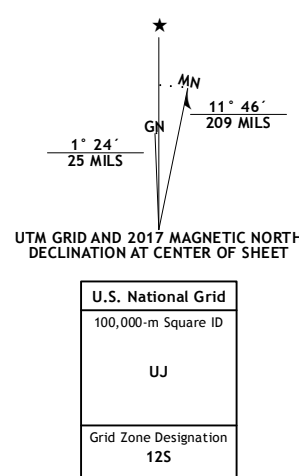 ★
MN
GN
11° 46´
209 MILS
1° 24´
25 MILS
UTM GRID AND 2017 MAGNETIC NORTH
DECLINATION AT CENTER OF SHEET
U.S. National Grid
100,000-m Square ID
UJ
Grid Zone Designation
12S